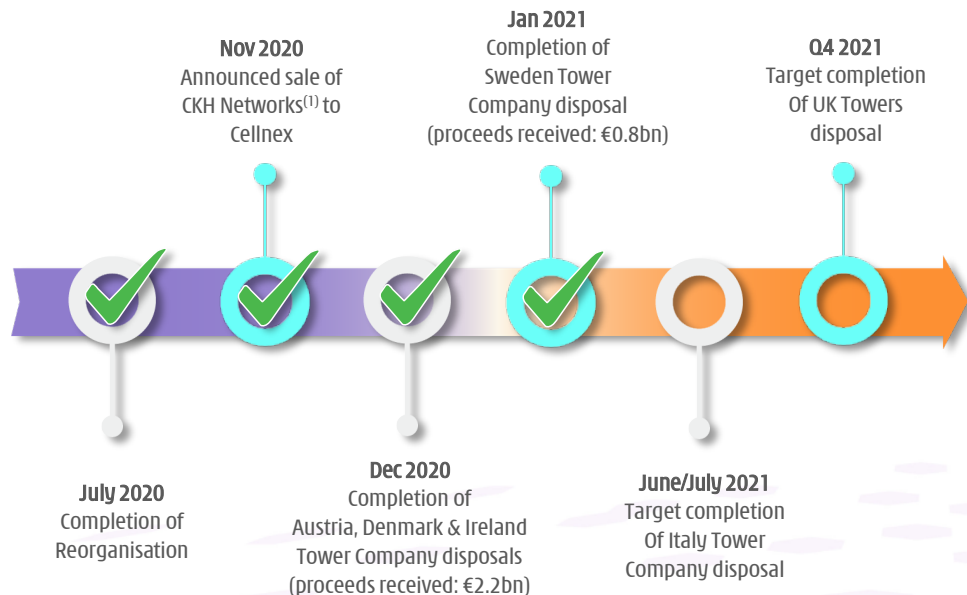 July 2020
Completion of
Reorganisation
Nov 2020
Announced sale of
CKH Networks(1) to
Cellnex
Dec 2020
Completion of
Austria, Denmark & Ireland
Tower Company disposals
(proceeds received: €2.2bn)
Jan 2021
Completion of
Sweden Tower
Company disposal
(proceeds received: €0.8bn)
June/July 2021
Target completion
Of Italy Tower
Company disposal
Q4 2021
Target completion
Of UK Towers
disposal